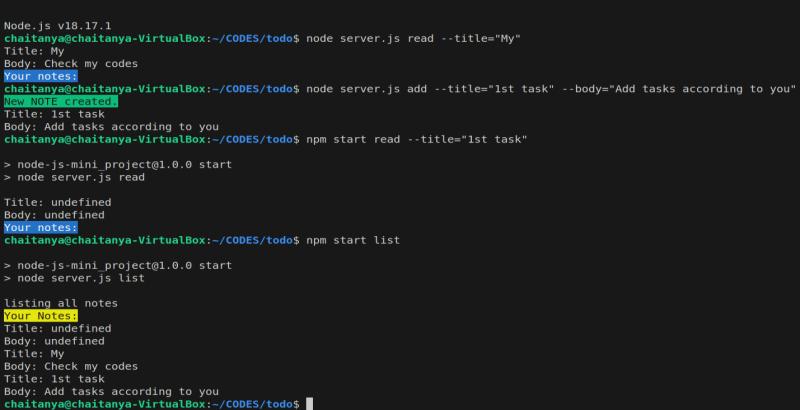 Node.js v18.17.1
chaitanya@chaitanya-VirtualBox:~/CODES/todo$ node server.js read --title="My"
Title: My
Body: Check my codes
Your notes:
chaitanya@chaitanya-VirtualBox:~/CODES/todo$ node server.js add --title="1st task" --body="Add tasks according to you"
New NOTE created.
Title: 1st task
Body: Add tasks according to you
chaitanya@chaitanya-VirtualBox:~/CODES/todo$ npm start read --title="1st task"
> node-js-mini_project@1.0.0 start
> node server.js read
Title: undefined
Body: undefined
Your notes:
chaitanya@chaitanya-VirtualBox:~/CODES/todo$ npm start list
> node-js-mini_project@1.0.0 start
> node server.js list
listing all notes
Your Notes:
Title: undefined
Body: undefined
Title: My
Body: Check my codes
Title: 1st task
Body: Add tasks according to you
chaitanya@chaitanya-VirtualBox:~/CODES/todo$